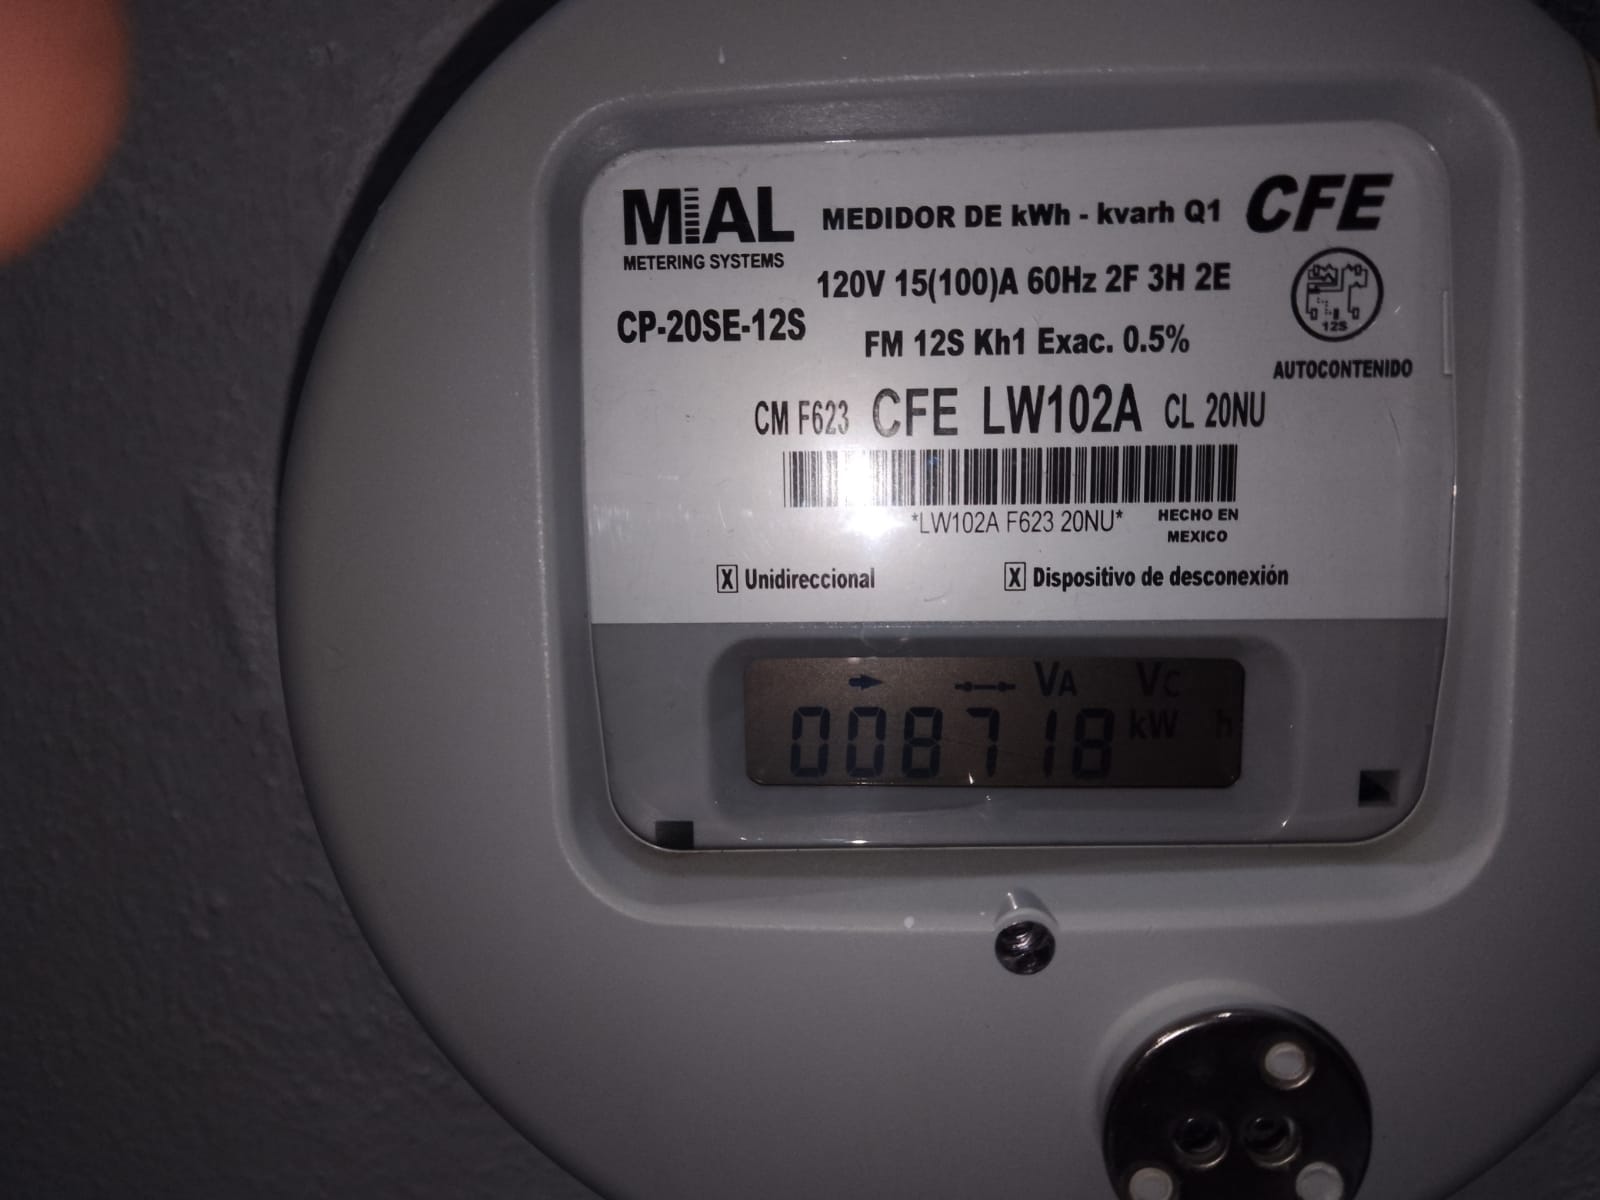 MIAL MEDIDOR DE kWh - kvarh Q1 CFE
METERING SYSTEMS
120V 15(100)A 60Hz 2F 3H 2E
CP-20SE-12S
FM 12S Kh1 Exac. 0.5%
12S
AUTOCONTENIDO
CM F623 CFE LW102A CL 20NU
*LW102A F623 20NU*
HECHO EN
MEXICO
X Unidireccional X Dispositivo de desconexión
VA VC
008718 kW h